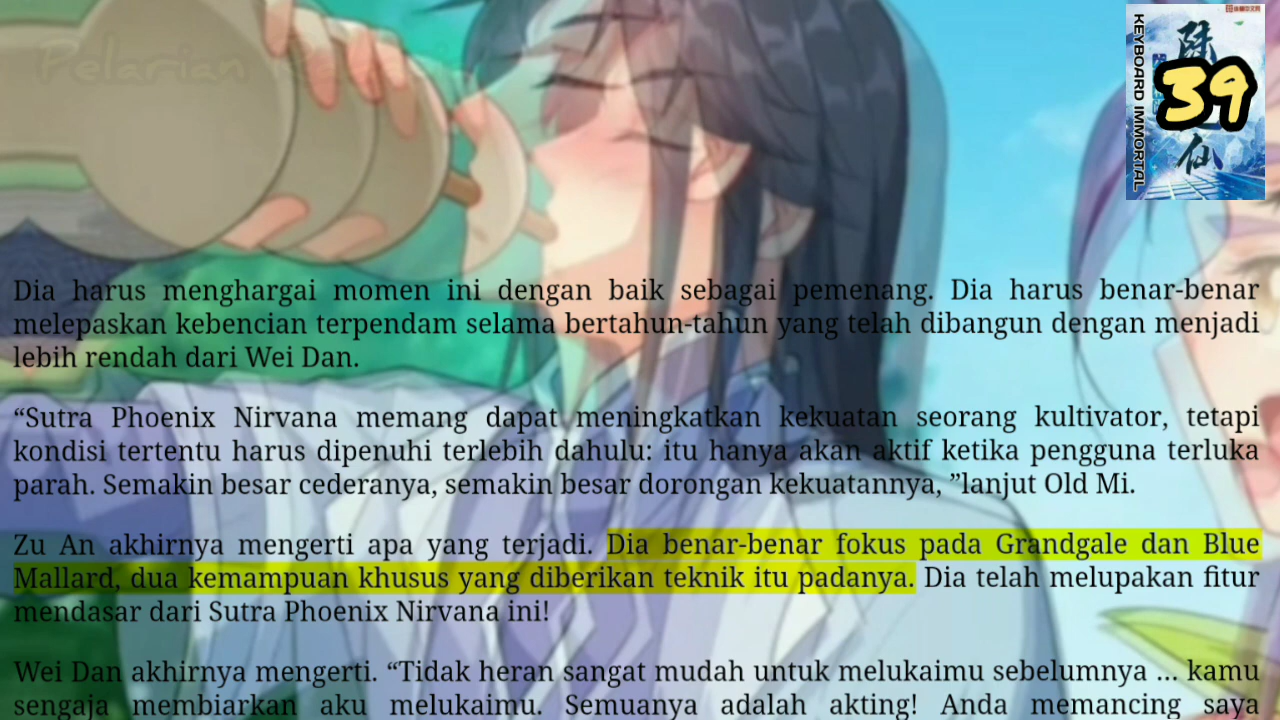 Pelarian
陆
仙
KEYBOARD IMMORTAL
39
Dia harus menghargai momen ini dengan baik sebagai pemenang. Dia harus benar-benar
melepaskan kebencian terpendam selama bertahun-tahun yang telah dibangun dengan menjadi
lebih rendah dari Wei Dan.
“Sutra Phoenix Nirvana memang dapat meningkatkan kekuatan seorang kultivator, tetapi
kondisi tertentu harus dipenuhi terlebih dahulu: itu hanya akan aktif ketika pengguna terluka
parah. Semakin besar cederanya, semakin besar dorongan kekuatannya, ”lanjut Old Mi.
Zu An akhirnya mengerti apa yang terjadi. Dia benar-benar fokus pada Grandgale dan Blue
Mallard, dua kemampuan khusus yang diberikan teknik itu padanya. Dia telah melupakan fitur
mendasar dari Sutra Phoenix Nirvana ini!
Wei Dan akhirnya mengerti. “Tidak heran sangat mudah untuk melukaimu sebelumnya ... kamu
sengaja membiarkan aku melukaimu. Semuanya adalah akting! Anda memancing saya